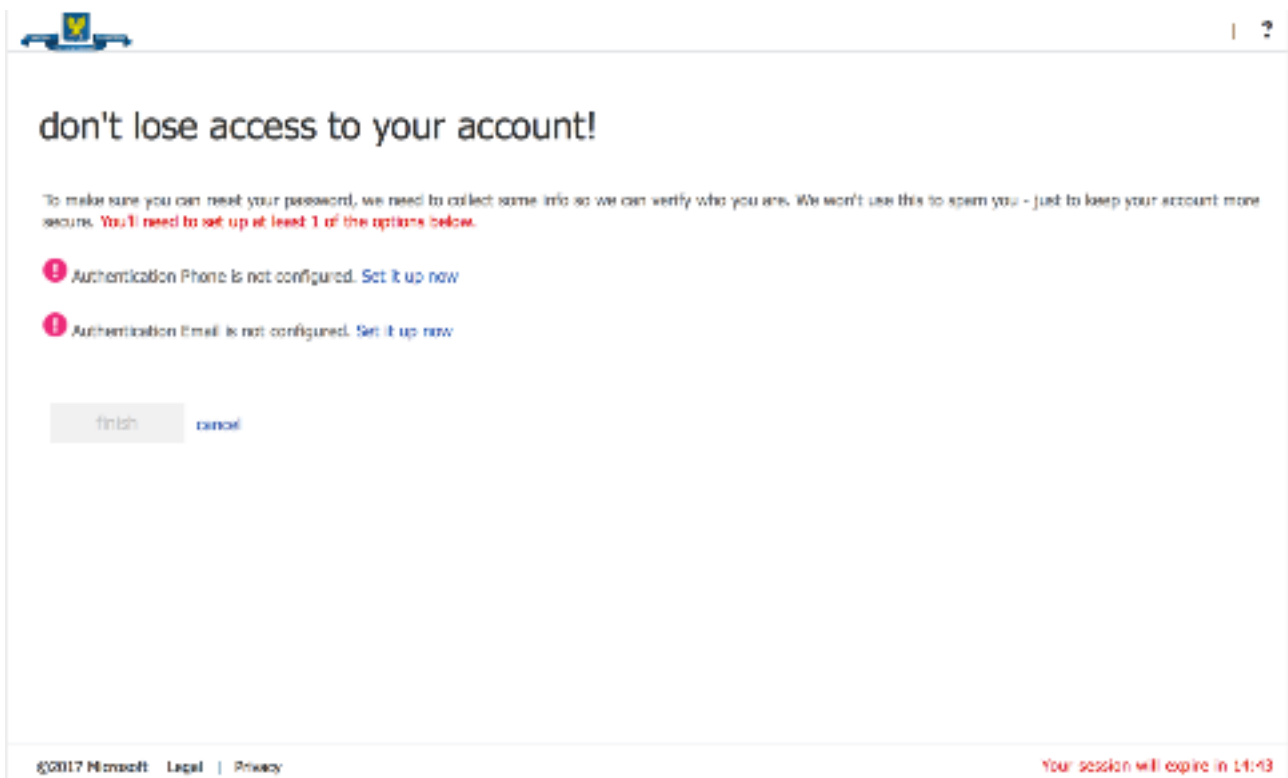 | ?
don't lose access to your account!
To make sure you can reset your password, we need to collect some info so we can verify who you are. We won't use this to spam you - just to keep your account more
secure. You'll need to set up at least 1 of the options below.
! Authentication Phone is not configured. Set it up now
! Authentication Email is not configured. Set it up now
finish cancel
©2017 Microsoft Legal | Privacy
Your session will expire in 14:43